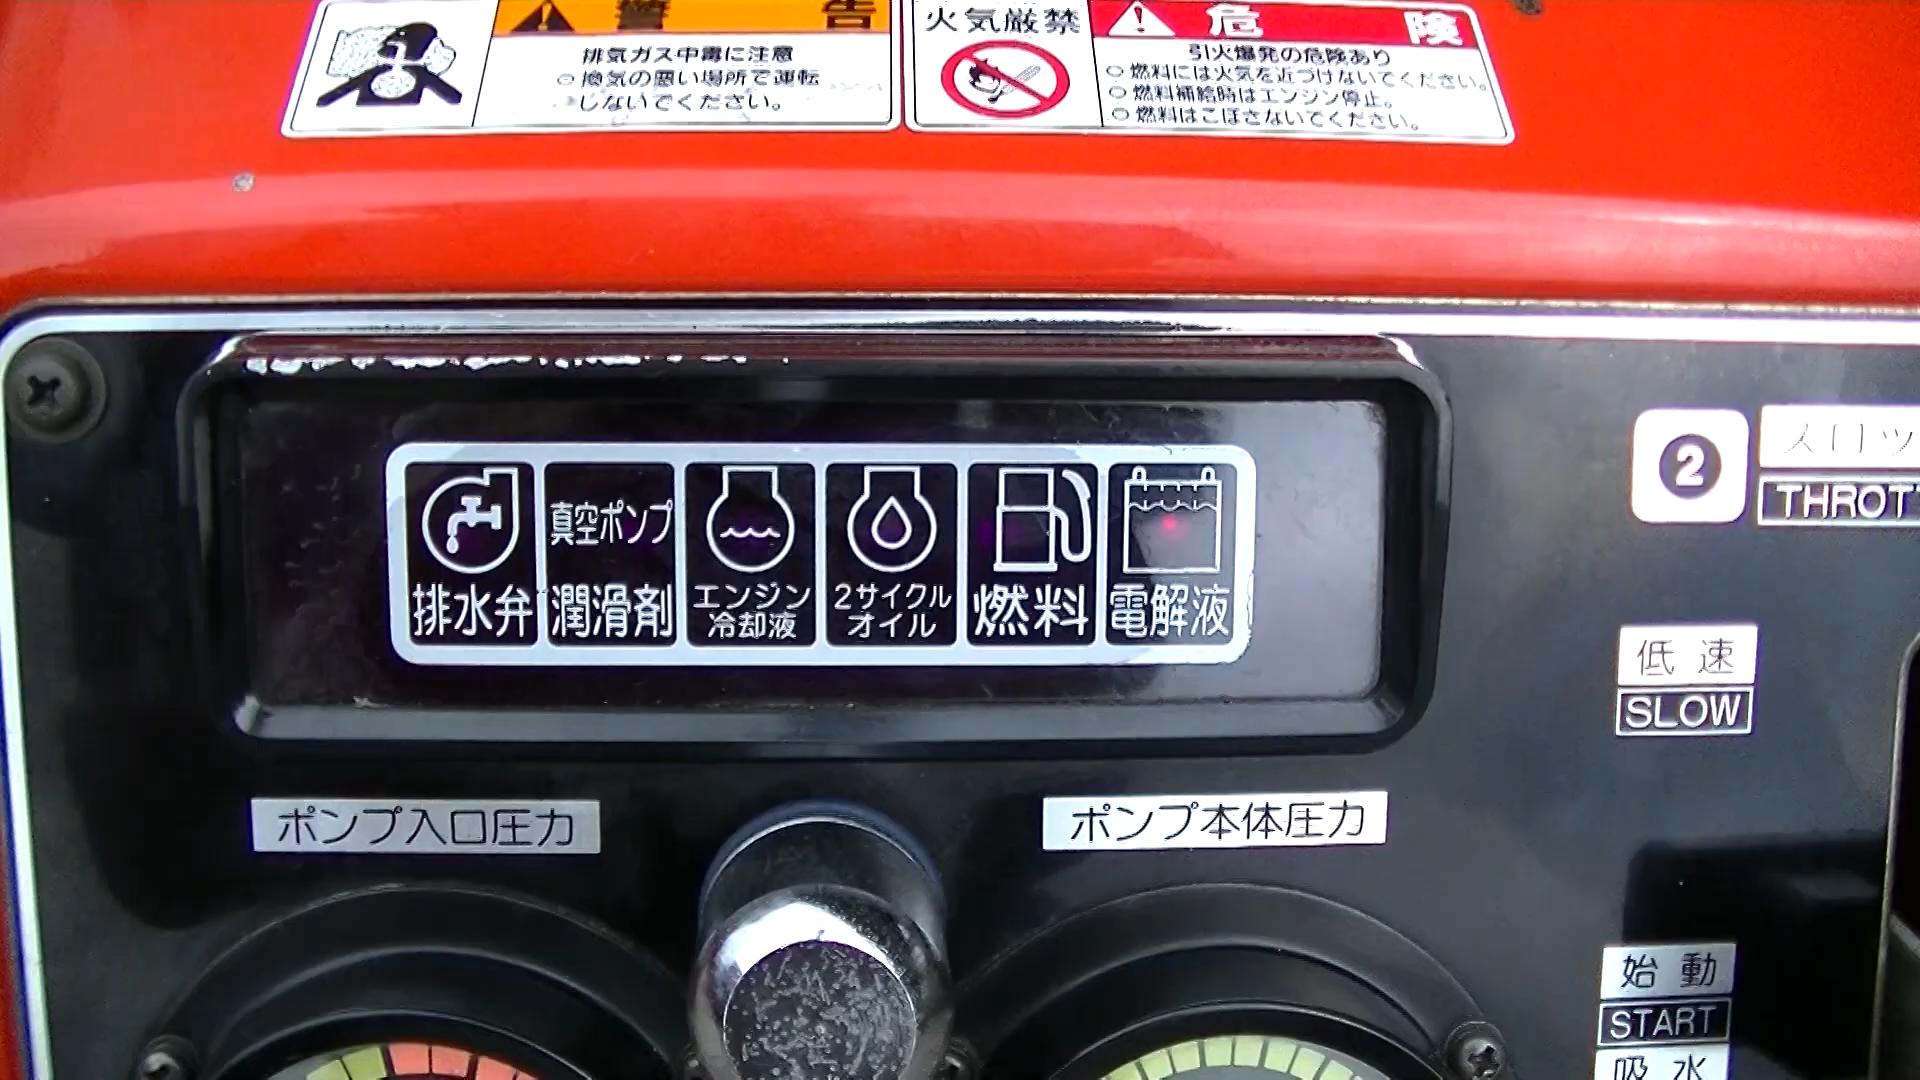 警告
排気ガス中毒に注意
換気の悪い場所で運転
しないでください。
火気厳禁
危険
引火爆発の危険あり
燃料には火気を近づけないでください。
燃料補給時はエンジン停止。
燃料はこぼさないでください。
排水弁
真空ポンプ
潤滑剤
エンジン
冷却液
2サイクル
オイル
燃料
電解液
2
スロッ
THROT
低速
SLOW
ポンプ入口圧力
ポンプ本体圧力
始動
START
吸水